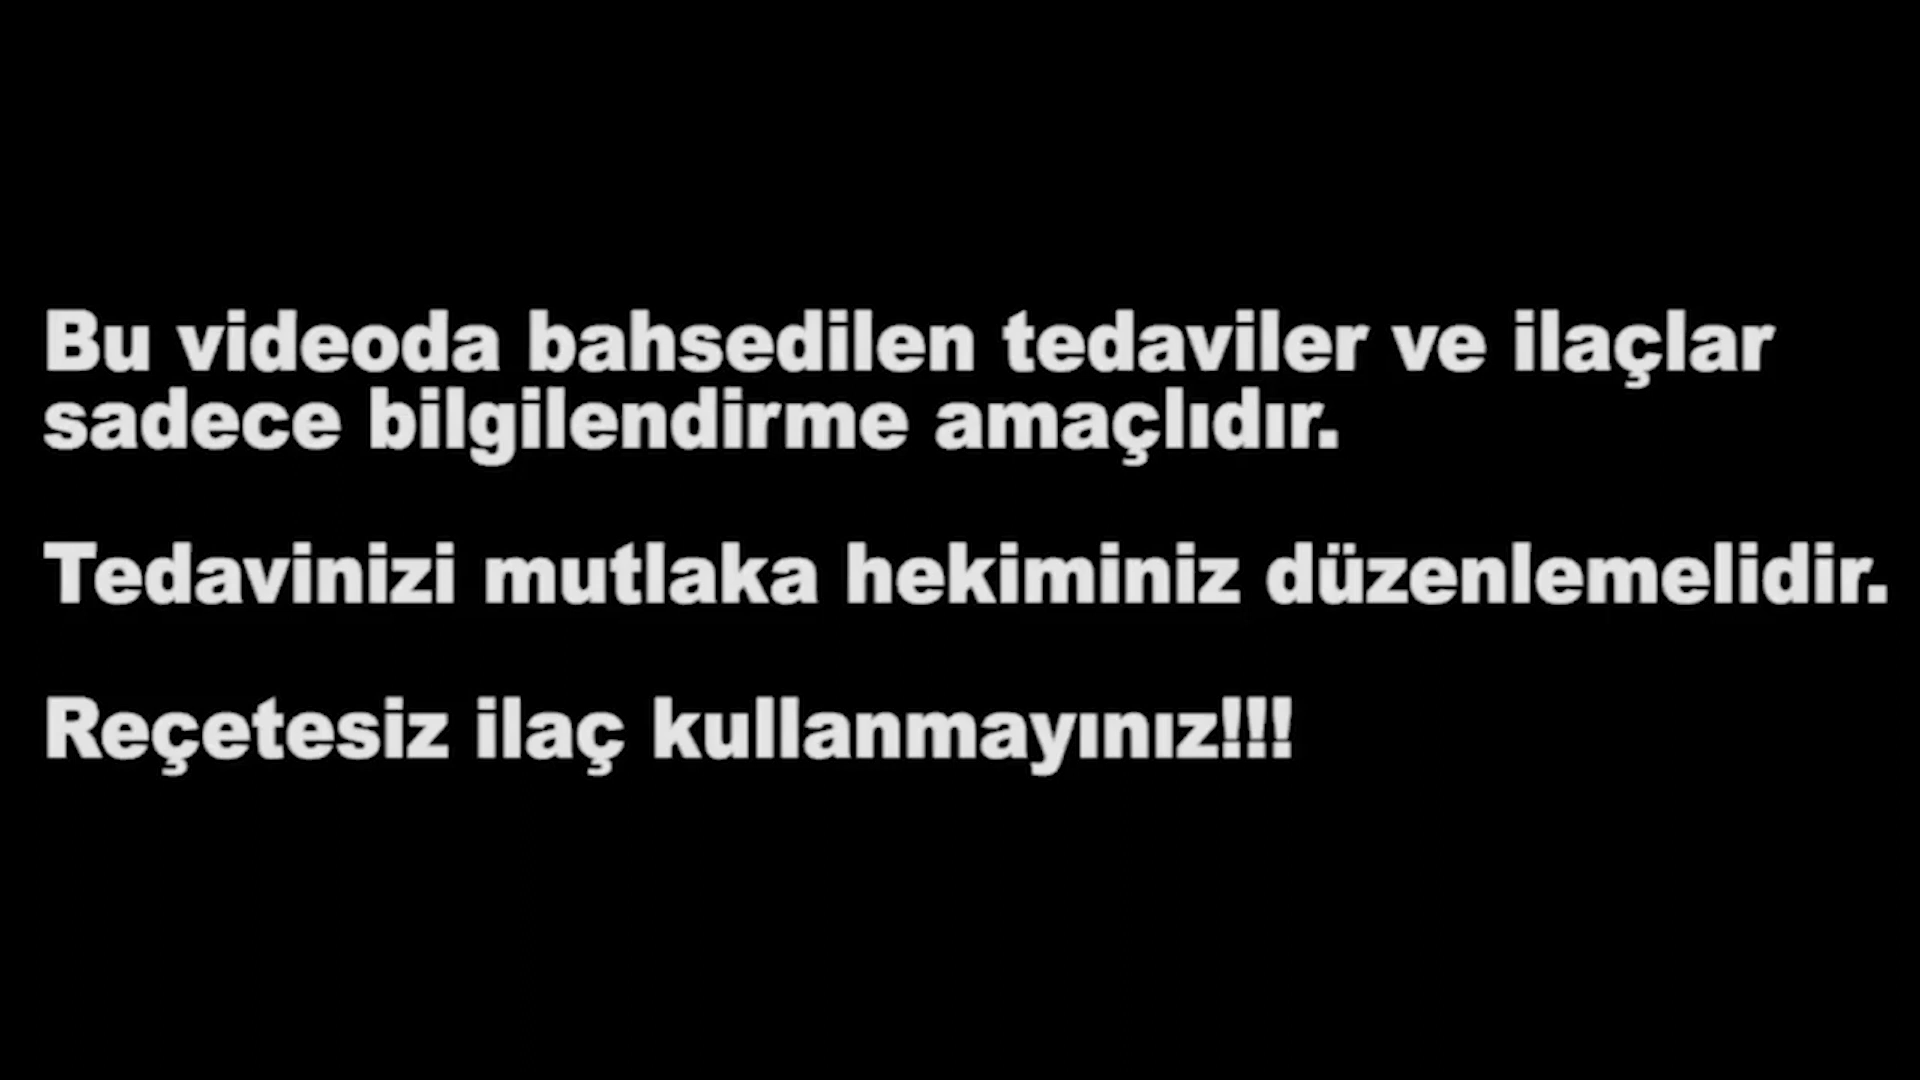 Bu videoda bahsedilen tedaviler ve ilaçlar
sadece bilgilendirme amaçlıdır.
Tedavinizi mutlaka hekiminiz düzenlemelidir.
Reçetesiz ilaç kullanmayınız!!!